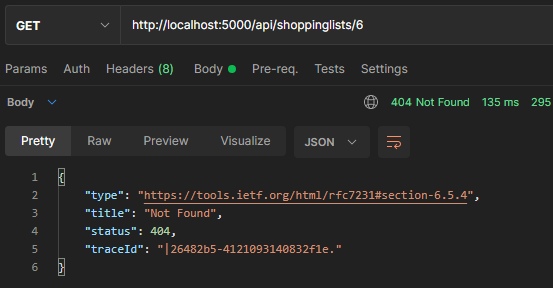 GET http://localhost:5000/api/shoppinglists/6
Params Auth Headers (8) Body Pre-req. Tests Settings
Body 404 Not Found 135 ms 295
Pretty Raw Preview Visualize JSON
1 {
2 "type": "https://tools.ietf.org/html/rfc7231#section-6.5.4",
3 "title": "Not Found",
4 "status": 404,
5 "traceId": "|26482b5-4121093140832f1e."
6 }